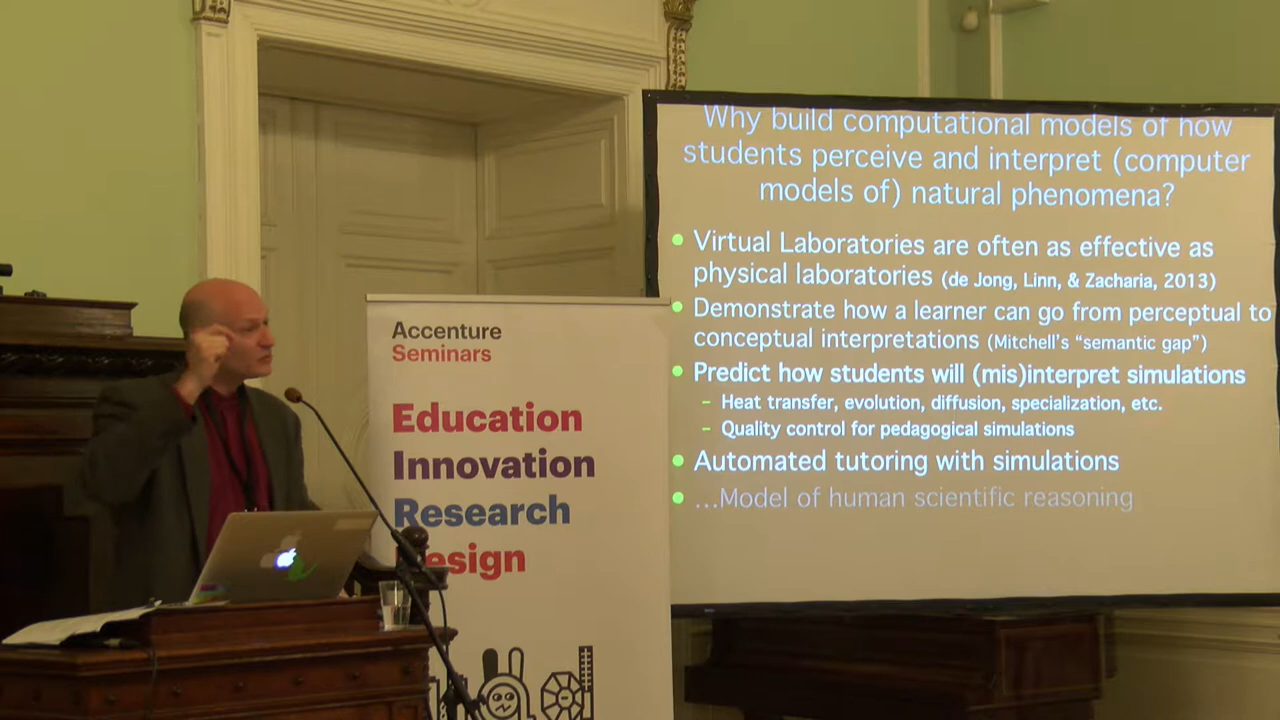 Accenture
Seminars
Education
Innovation
Research
Design
Why build computational models of how
students perceive and interpret (computer
models of) natural phenomena?
• Virtual Laboratories are often as effective as
physical laboratories (de Jong, Linn, & Zacharia, 2013)
• Demonstrate how a learner can go from perceptual to
conceptual interpretations (Mitchell's "semantic gap")
• Predict how students will (mis)interpret simulations
– Heat transfer, evolution, diffusion, specialization, etc.
– Quality control for pedagogical simulations
• Automated tutoring with simulations
• ...Model of human scientific reasoning